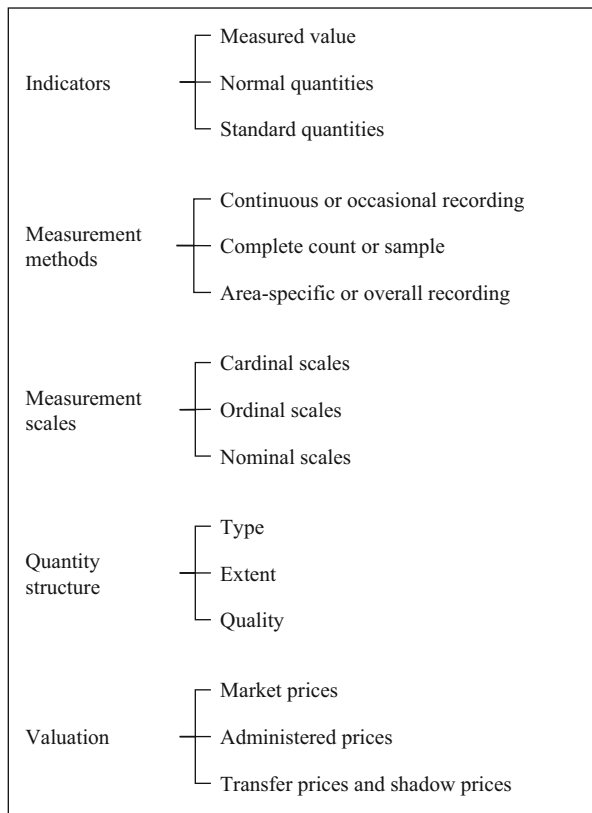 Indicators
Measured value
Normal quantities
Standard quantities
Measurement
methods
Continuous or occasional recording
Complete count or sample
Area-specific or overall recording
Measurement
scales
Cardinal scales
Ordinal scales
Nominal scales
Quantity
structure
Type
Extent
Quality
Valuation
Market prices
Administered prices
Transfer prices and shadow prices